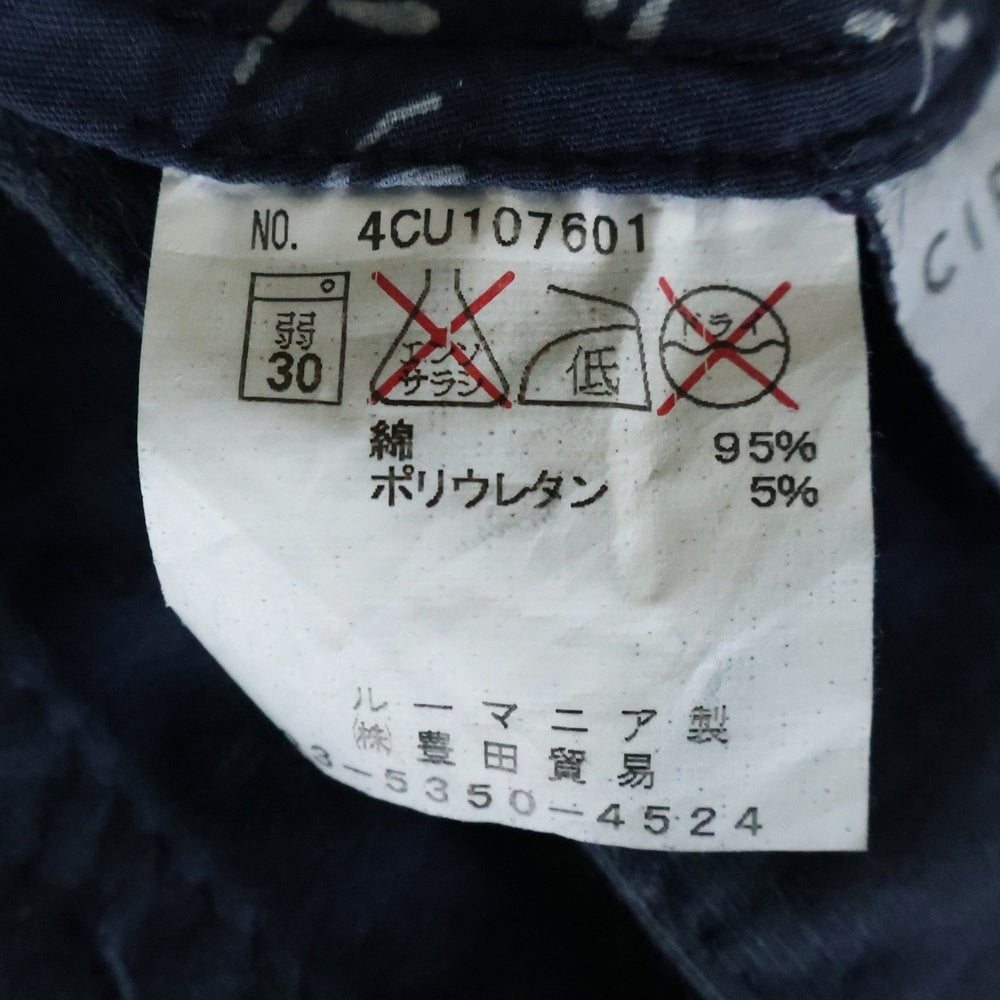 NO. 4CU107601
弱
30
エンソ
サラシ
低
ドライ
綿 95%
ポリウレタン 5%
ルーマニア製
㈱豊田貿易
3-5350-4524